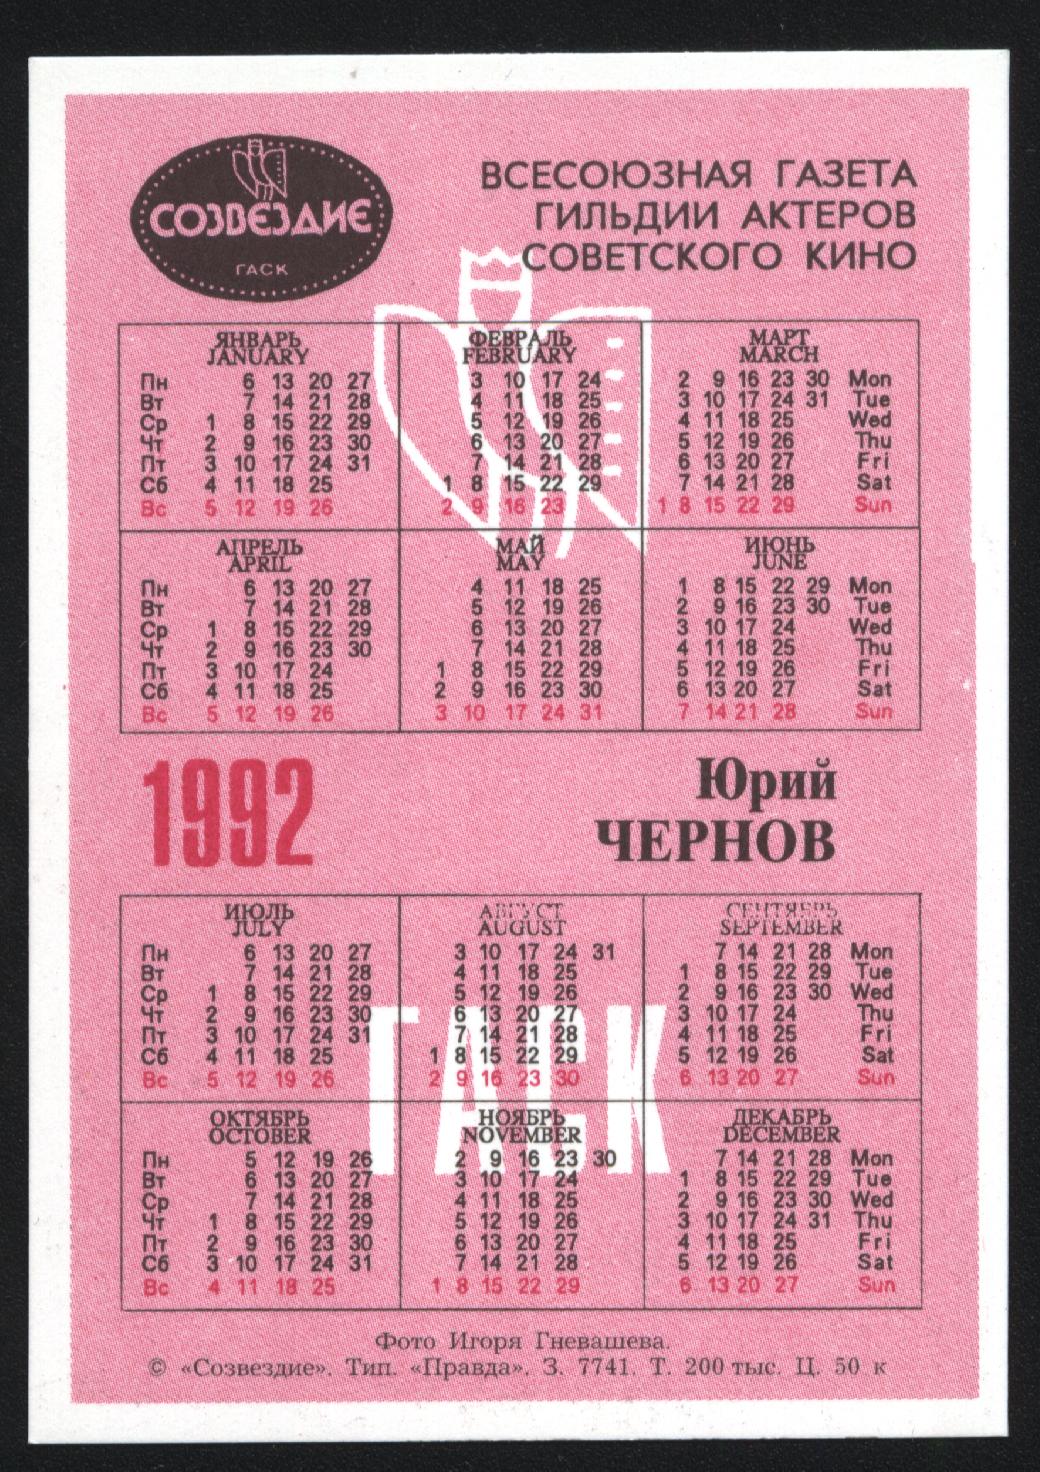 СОЗВЕЗДИЕ
ГАСК
ВСЕСОЮЗНАЯ ГАЗЕТА
ГИЛЬДИИ АКТЕРОВ
СОВЕТСКОГО КИНО
ЯНВАРЬ ФЕВРАЛЬ МАРТ
JANUARY FEBRUARY MARCH
Пн 6 13 20 27 3 10 17 24 2 9 16 23 30 Mon
Вт 7 14 21 28 4 11 18 25 3 10 17 24 31 Tue
Ср 1 8 15 22 29 5 12 19 26 4 11 18 25 Wed
Чт 2 9 16 23 30 6 13 20 27 5 12 19 26 Thu
Пт 3 10 17 24 31 7 14 21 28 6 13 20 27 Fri
Сб 4 11 18 25 1 8 15 22 29 7 14 21 28 Sat
Вс 5 12 19 26 2 9 16 23 1 8 15 22 29 Sun
АПРЕЛЬ МАЙ ИЮНЬ
APRIL MAY JUNE
Пн 6 13 20 27 4 11 18 25 1 8 15 22 29 Mon
Вт 7 14 21 28 5 12 19 26 2 9 16 23 30 Tue
Ср 1 8 15 22 29 6 13 20 27 3 10 17 24 Wed
Чт 2 9 16 23 30 7 14 21 28 4 11 18 25 Thu
Пт 3 10 17 24 1 8 15 22 29 5 12 19 26 Fri
Сб 4 11 18 25 2 9 16 23 30 6 13 20 27 Sat
Вс 5 12 19 26 3 10 17 24 31 7 14 21 28 Sun
1992
Юрий
ЧЕРНОВ
ИЮЛЬ АВГУСТ СЕНТЯБРЬ
JULY AUGUST SEPTEMBER
Пн 6 13 20 27 3 10 17 24 31 7 14 21 28 Mon
Вт 7 14 21 28 4 11 18 25 1 8 15 22 29 Tue
Ср 1 8 15 22 29 5 12 19 26 2 9 16 23 30 Wed
Чт 2 9 16 23 30 6 13 20 27 3 10 17 24 Thu
Пт 3 10 17 24 31 7 14 21 28 4 11 18 25 Fri
Сб 4 11 18 25 1 8 15 22 29 5 12 19 26 Sat
Вс 5 12 19 26 2 9 16 23 30 6 13 20 27 Sun
ГАСК
ОКТЯБРЬ НОЯБРЬ ДЕКАБРЬ
OCTOBER NOVEMBER DECEMBER
Пн 5 12 19 26 2 9 16 23 30 7 14 21 28 Mon
Вт 6 13 20 27 3 10 17 24 1 8 15 22 29 Tue
Ср 7 14 21 28 4 11 18 25 2 9 16 23 30 Wed
Чт 1 8 15 22 29 5 12 19 26 3 10 17 24 31 Thu
Пт 2 9 16 23 30 6 13 20 27 4 11 18 25 Fri
Сб 3 10 17 24 31 7 14 21 28 5 12 19 26 Sat
Вс 4 11 18 25 1 8 15 22 29 6 13 20 27 Sun
Фото Игоря Гневашева.
© «Созвездие». Тип. «Правда». З. 7741. Т. 200 тыс. Ц. 50 к